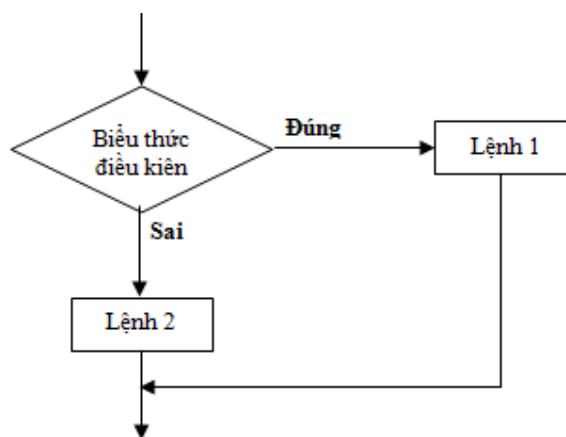 Biểu thức
điều kiên
Đúng
Lệnh 1
Sai
Lệnh 2